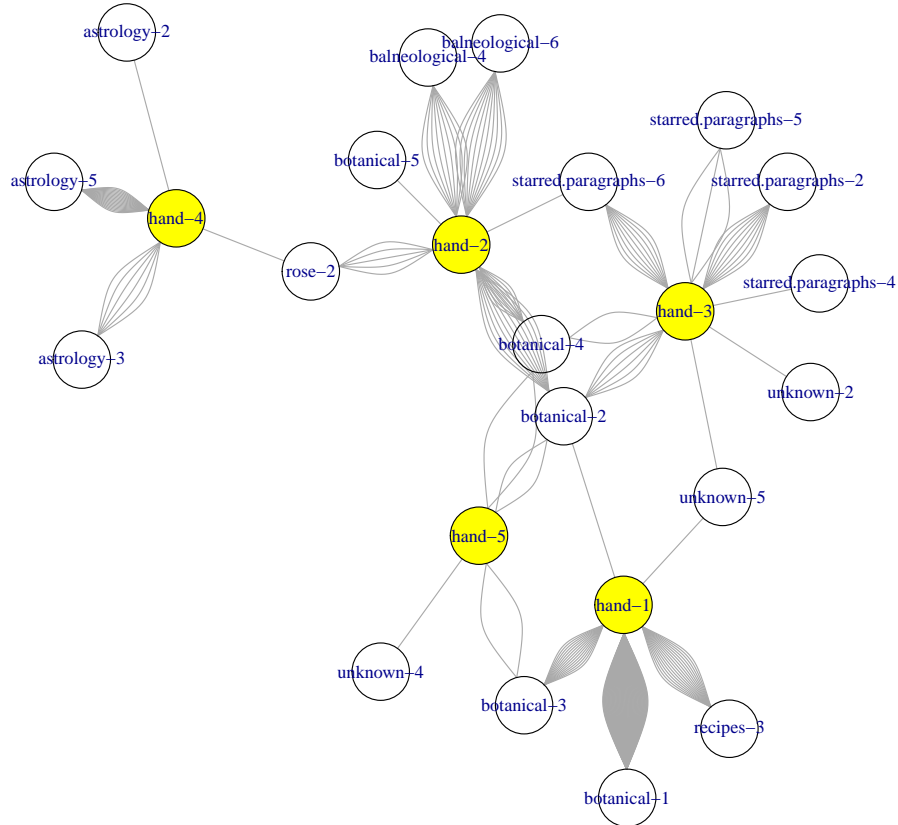 astrology−2
balneological−6
balneological−4
starred.paragraphs−5
botanical−5
astrology−5
starred.paragraphs−6
starred.paragraphs−2
hand−4
hand−2
rose−2
starred.paragraphs−4
hand−3
botanical−4
astrology−3
unknown−2
botanical−2
unknown−5
hand−5
hand−1
unknown−4
botanical−3
recipes−3
botanical−1